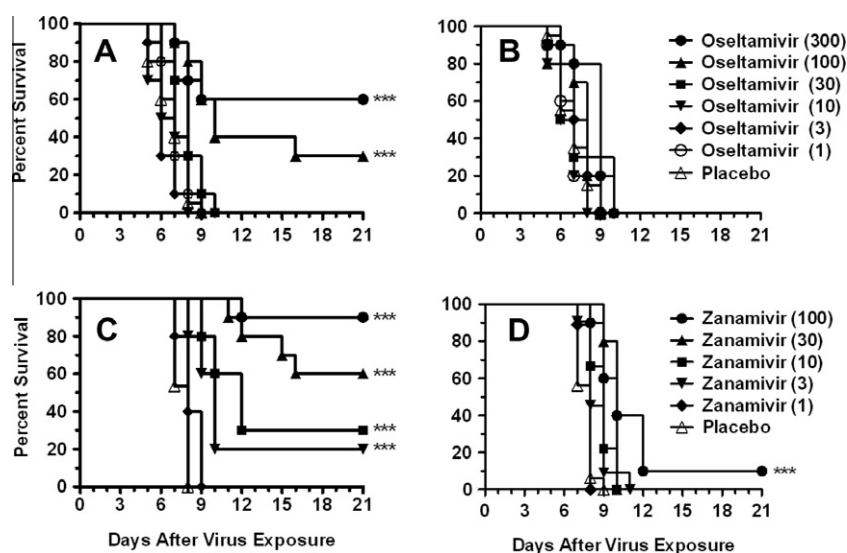 A
Percent Survival
100
80
60
40
20
0
0 3 6 9 12 15 18 21
***
***
B
100
80
60
40
20
0
0 3 6 9 12 15 18 21
Oseltamivir (300)
Oseltamivir (100)
Oseltamivir (30)
Oseltamivir (10)
Oseltamivir (3)
Oseltamivir (1)
Placebo
C
Percent Survival
100
80
60
40
20
0
0 3 6 9 12 15 18 21
Days After Virus Exposure
***
***
***
***
D
100
80
60
40
20
0
0 3 6 9 12 15 18 21
Days After Virus Exposure
Zanamivir (100)
Zanamivir (30)
Zanamivir (10)
Zanamivir (3)
Zanamivir (1)
Placebo
***